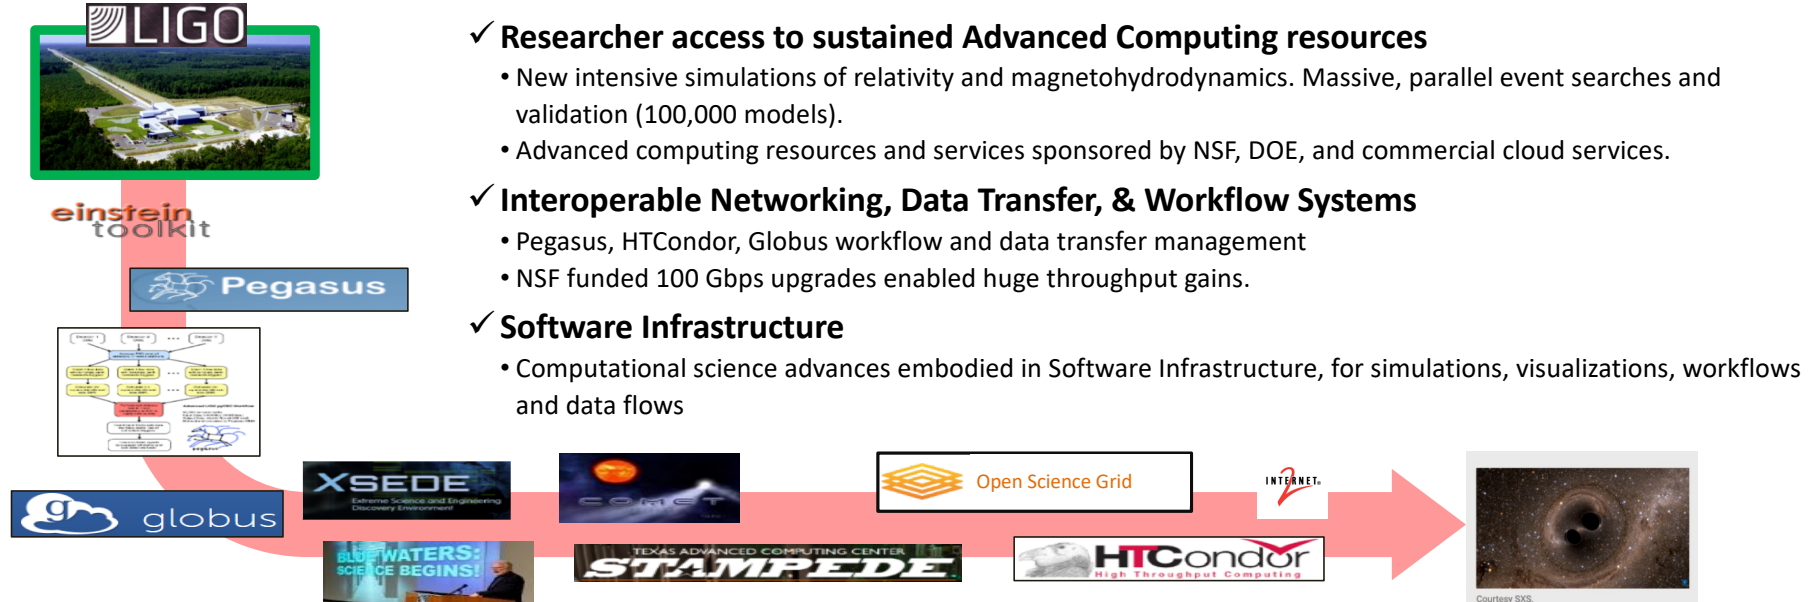 LIGO
✓ Researcher access to sustained Advanced Computing resources
• New intensive simulations of relativity and magnetohydrodynamics. Massive, parallel event searches and
validation (100,000 models).
• Advanced computing resources and services sponsored by NSF, DOE, and commercial cloud services.
einstein
toolkit
✓ Interoperable Networking, Data Transfer, & Workflow Systems
• Pegasus, HTCondor, Globus workflow and data transfer management
• NSF funded 100 Gbps upgrades enabled huge throughput gains.
Pegasus
✓ Software Infrastructure
• Computational science advances embodied in Software Infrastructure, for simulations, visualizations, workflows
and data flows
g globus
XSEDE
Extreme Science and Engineering
Discovery Environment
COMET
Open Science Grid
INTERNET
2
BLUE WATERS:
SCIENCE BEGINS!
TEXAS ADVANCED COMPUTING CENTER
STAMPEDE
HTCondor
High Throughput Computing
Courtesy SXS.